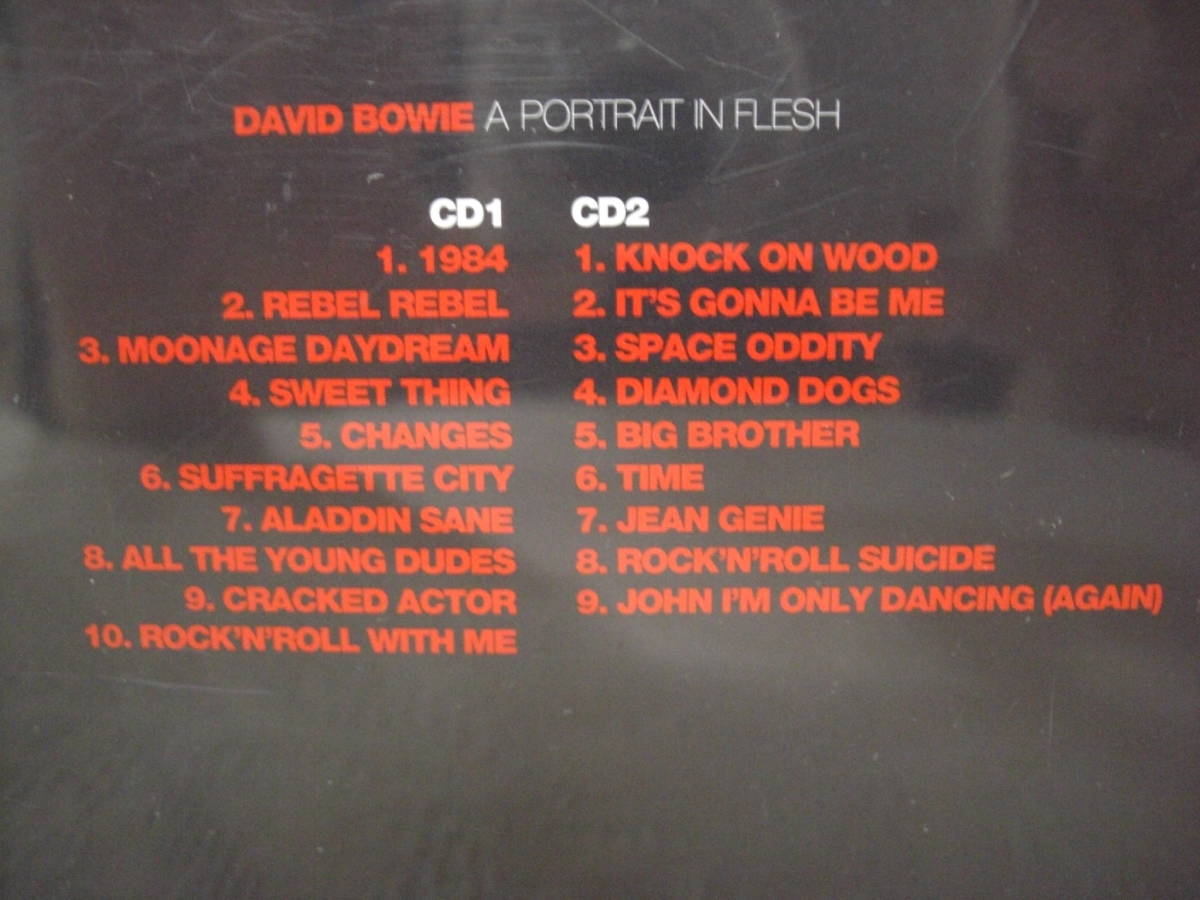 DAVID BOWIE A PORTRAIT IN FLESH
CD1
1. 1984
2. REBEL REBEL
3. MOONAGE DAYDREAM
4. SWEET THING
5. CHANGES
6. SUFFRAGETTE CITY
7. ALADDIN SANE
8. ALL THE YOUNG DUDES
9. CRACKED ACTOR
10. ROCK'N'ROLL WITH ME
CD2
1. KNOCK ON WOOD
2. IT'S GONNA BE ME
3. SPACE ODDITY
4. DIAMOND DOGS
5. BIG BROTHER
6. TIME
7. JEAN GENIE
8. ROCK'N'ROLL SUICIDE
9. JOHN I'M ONLY DANCING (AGAIN)